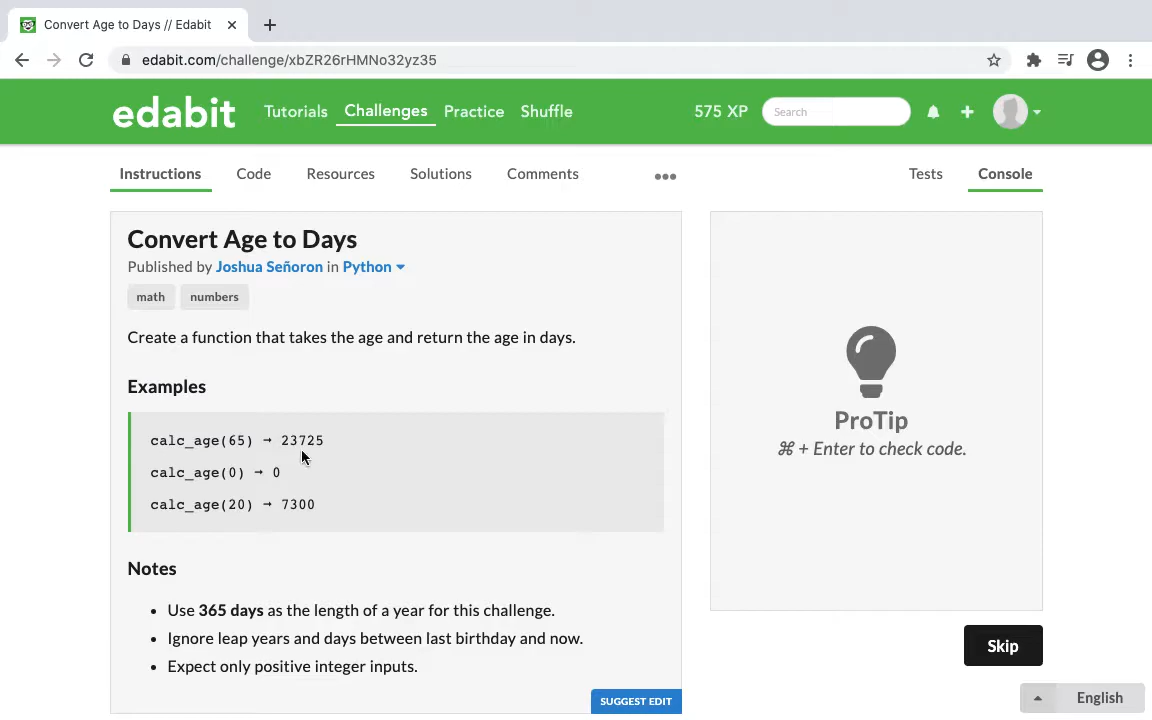 Convert Age to Days // Edabit
edabit.com/challenge/xbZR26rHMNo32yz35
edabit Tutorials Challenges Practice Shuffle 575 XP Search
Instructions Code Resources Solutions Comments ••• Tests Console
Convert Age to Days
Published by Joshua Señoron in Python
math numbers
Create a function that takes the age and return the age in days.
Examples
calc_age(65) ➞ 23725
calc_age(0) ➞ 0
calc_age(20) ➞ 7300
Notes
• Use 365 days as the length of a year for this challenge.
• Ignore leap years and days between last birthday and now.
• Expect only positive integer inputs.
SUGGEST EDIT
ProTip
⌘ + Enter to check code.
Skip
English